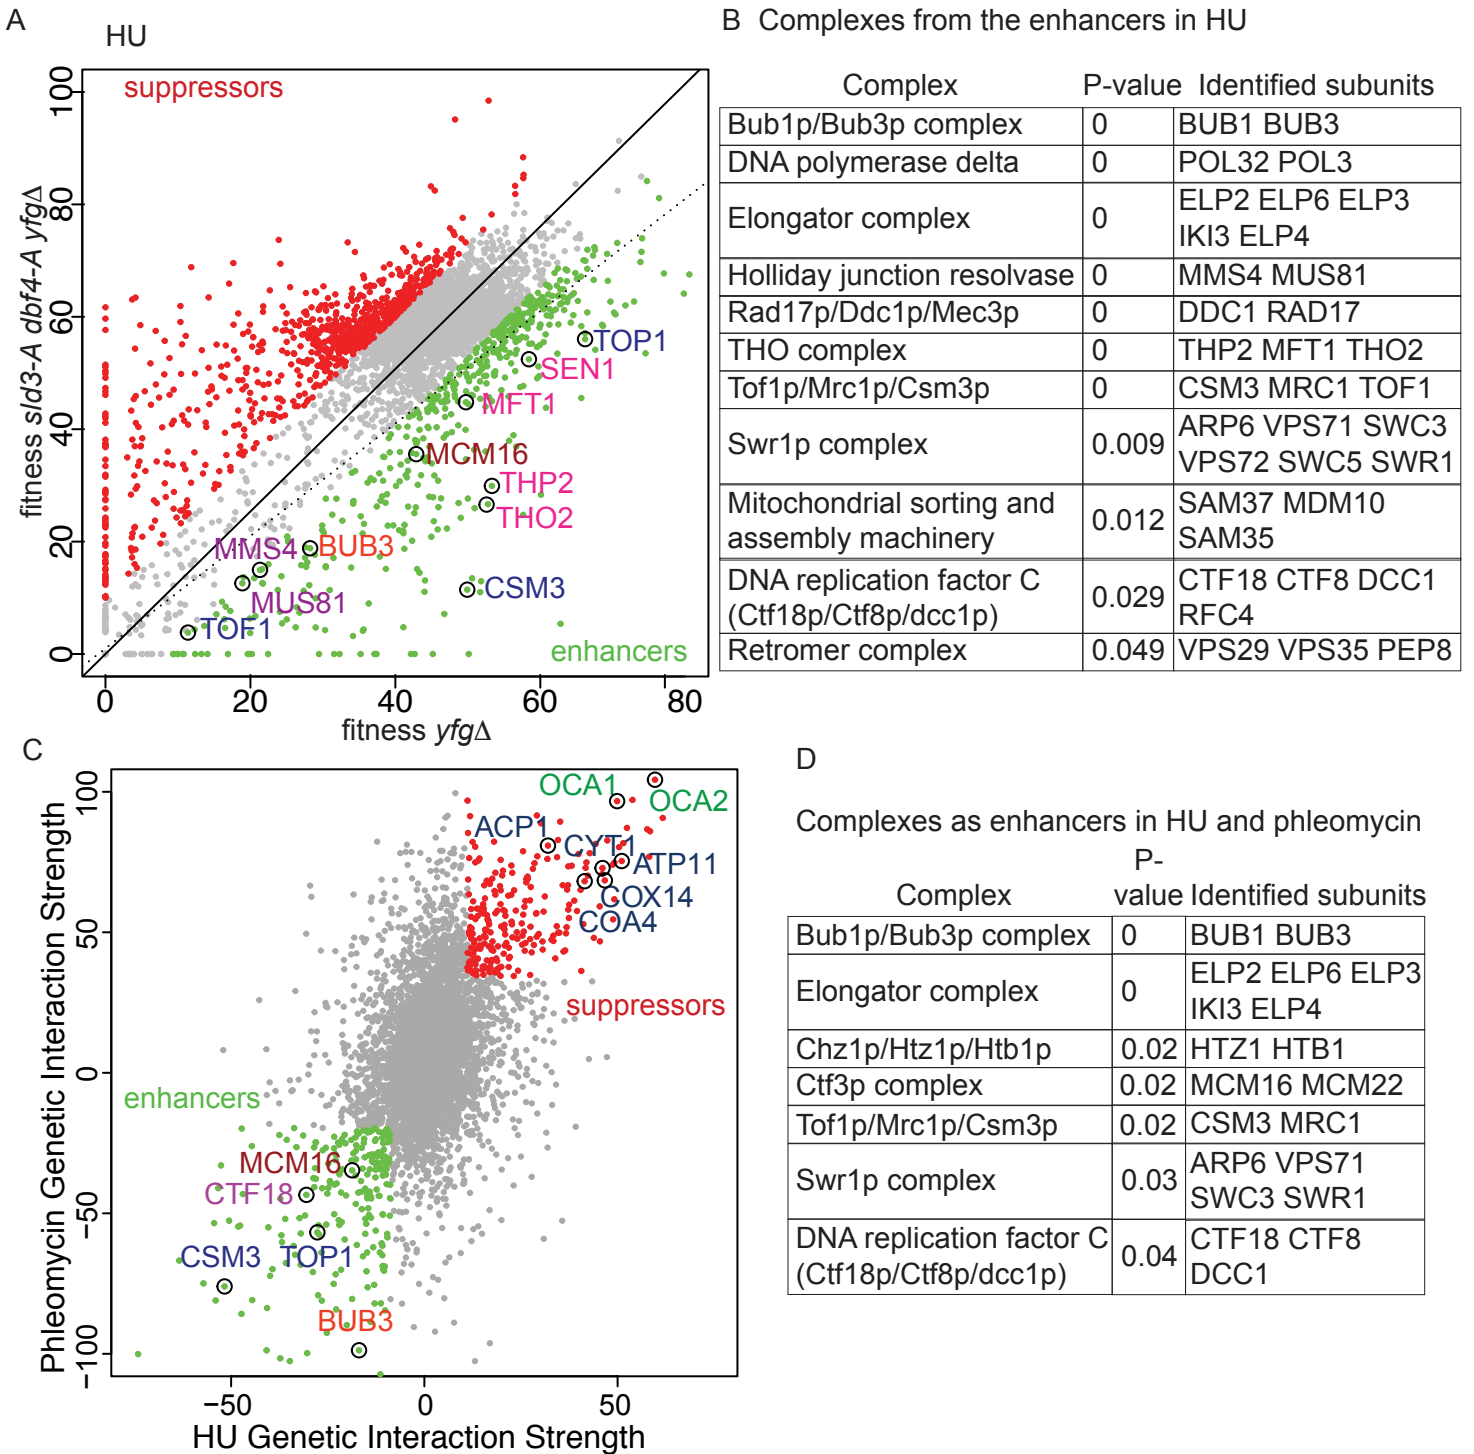 A
HU
suppressors
enhancers
TOP1
SEN1
MFT1
MCM16
THP2
THO2
MMS4
BUB3
MUS81
CSM3
TOF1
fitness sld3-A dbf4-A yfgΔ
100
80
60
40
20
0
0 20 40 60 80
fitness yfgΔ
B Complexes from the enhancers in HU
Complex P-value Identified subunits
Bub1p/Bub3p complex 0 BUB1 BUB3
DNA polymerase delta 0 POL32 POL3
Elongator complex 0 ELP2 ELP6 ELP3
IKI3 ELP4
Holliday junction resolvase 0 MMS4 MUS81
Rad17p/Ddc1p/Mec3p 0 DDC1 RAD17
THO complex 0 THP2 MFT1 THO2
Tof1p/Mrc1p/Csm3p 0 CSM3 MRC1 TOF1
Swr1p complex 0.009 ARP6 VPS71 SWC3
VPS72 SWC5 SWR1
Mitochondrial sorting and
assembly machinery 0.012 SAM37 MDM10
SAM35
DNA replication factor C
(Ctf18p/Ctf8p/dcc1p) 0.029 CTF18 CTF8 DCC1
RFC4
Retromer complex 0.049 VPS29 VPS35 PEP8
C
OCA1
OCA2
ACP1
CYT1
ATP11
COX14
COA4
suppressors
enhancers
MCM16
CTF18
CSM3 TOP1
BUB3
Phleomycin Genetic Interaction Strength
100
50
0
−50
−100
−50 0 50
HU Genetic Interaction Strength
D
Complexes as enhancers in HU and phleomycin
P-
Complex value Identified subunits
Bub1p/Bub3p complex 0 BUB1 BUB3
Elongator complex 0 ELP2 ELP6 ELP3
IKI3 ELP4
Chz1p/Htz1p/Htb1p 0.02 HTZ1 HTB1
Ctf3p complex 0.02 MCM16 MCM22
Tof1p/Mrc1p/Csm3p 0.02 CSM3 MRC1
Swr1p complex 0.03 ARP6 VPS71
SWC3 SWR1
DNA replication factor C
(Ctf18p/Ctf8p/dcc1p) 0.04 CTF18 CTF8
DCC1